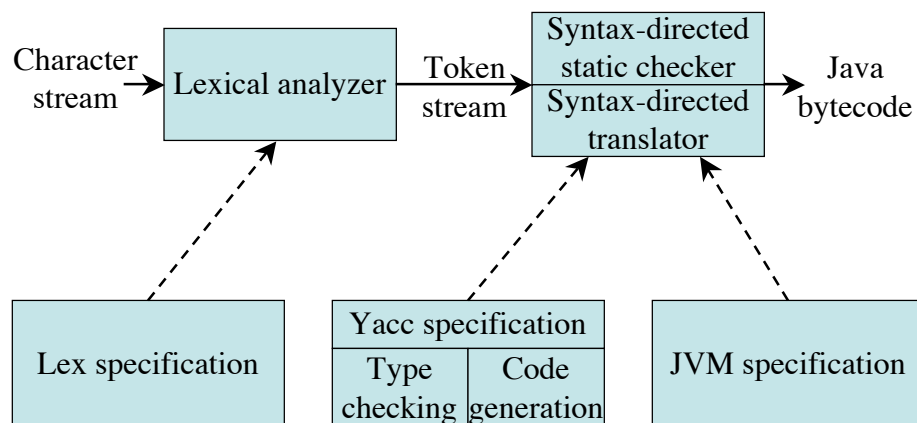 Character
stream
Lexical analyzer
Token
stream
Syntax-directed
static checker
Syntax-directed
translator
Java
bytecode
Lex specification
Yacc specification
Type
checking
Code
generation
JVM specification